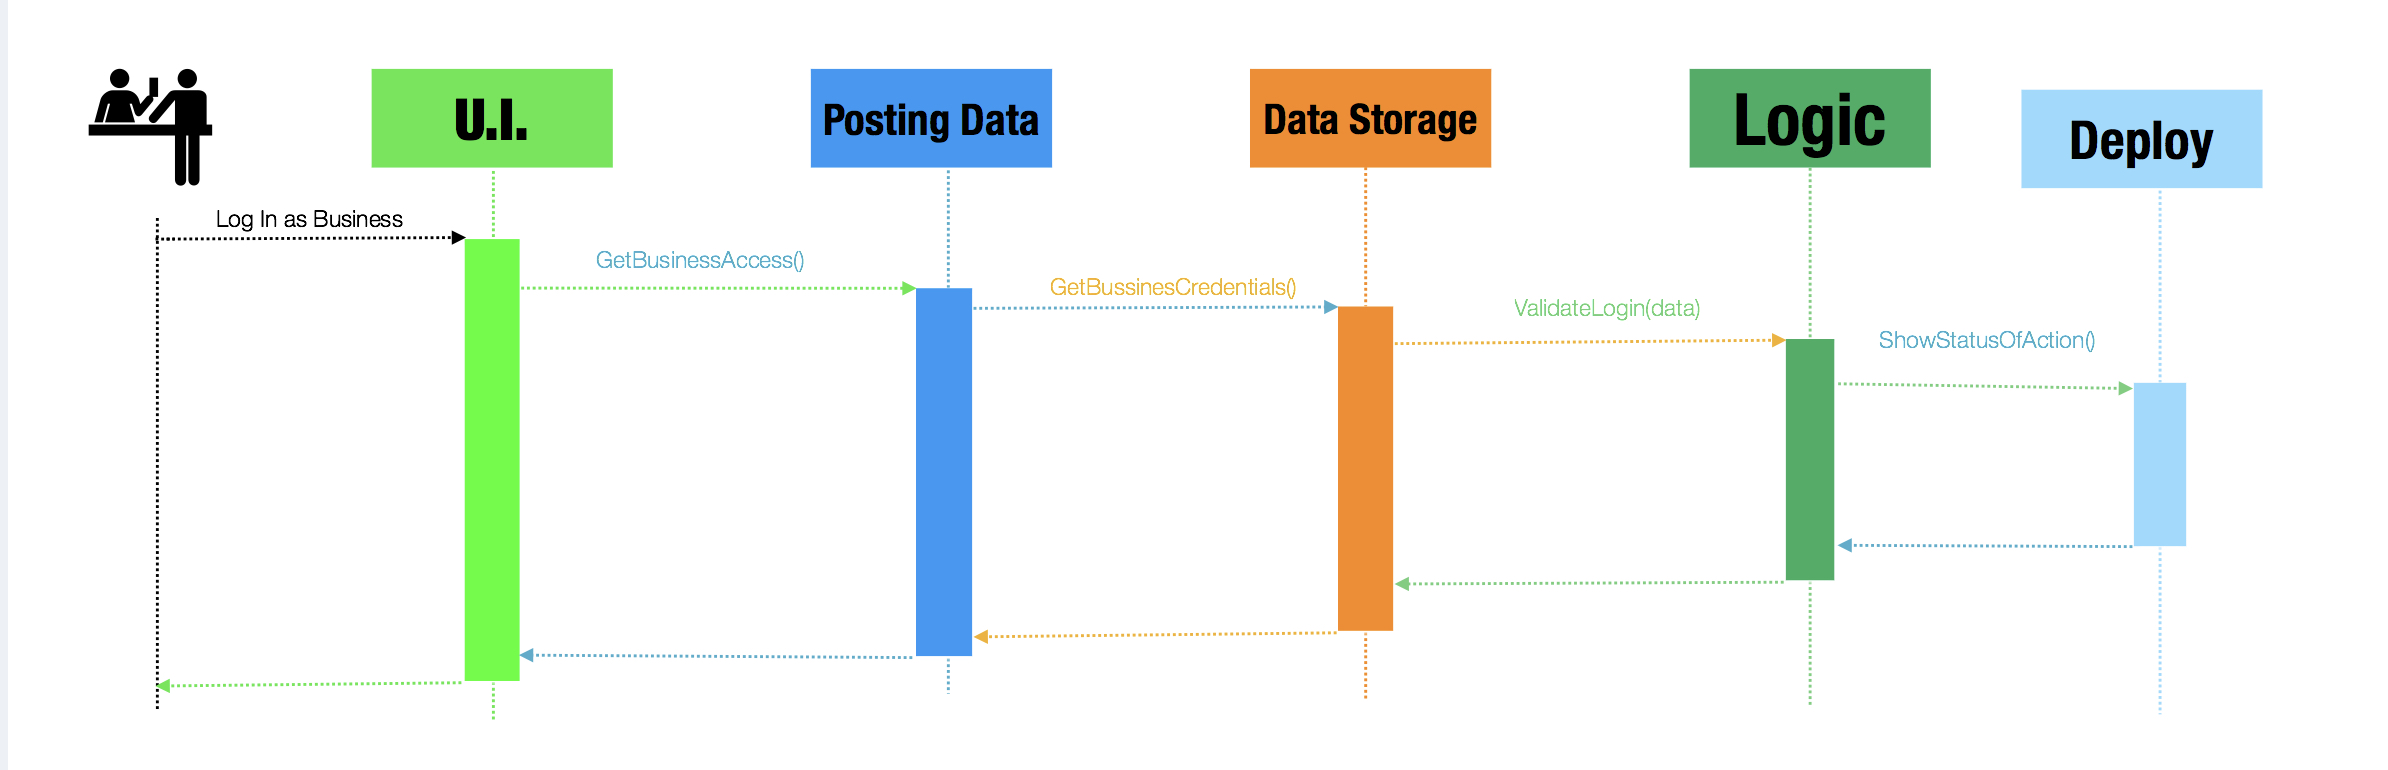 U.I.
Posting Data
Data Storage
Logic
Deploy
Log In as Business
GetBusinessAccess()
GetBussinesCredentials()
ValidateLogin(data)
ShowStatusOfAction()